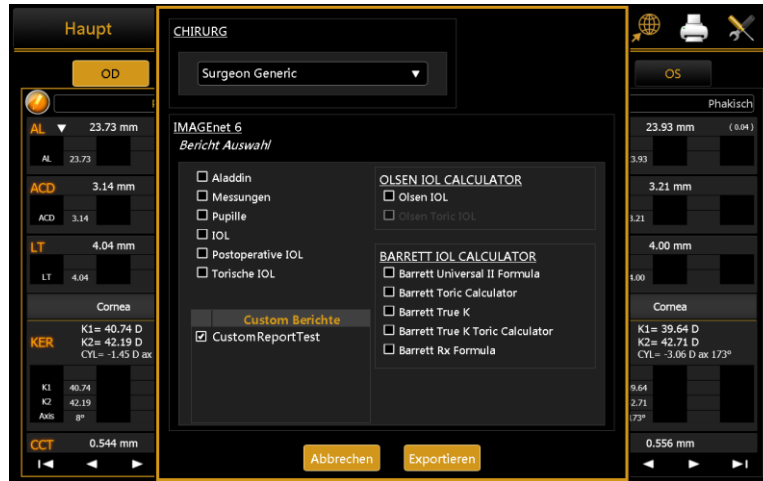 Haupt
OD
AL 23.73 mm
AL 23.73
ACD 3.14 mm
ACD 3.14
LT 4.04 mm
LT 4.04
Cornea
KER
K1= 40.74 D
K2= 42.19 D
CYL= -1.45 D ax
K1 40.74
K2 42.19
Axis 8°
CCT 0.544 mm
CHIRURG
Surgeon Generic
IMAGEnet 6
Bericht Auswahl
Aladdin
Messungen
Pupille
IOL
Postoperative IOL
Torische IOL
Custom Berichte
CustomReportTest
OLSEN IOL CALCULATOR
Olsen IOL
Olsen Toric IOL
BARRETT IOL CALCULATOR
Barrett Universal II Formula
Barrett Toric Calculator
Barrett True K
Barrett True K Toric Calculator
Barrett Rx Formula
Abbrechen Exportieren
OS
Phakisch
23.93 mm (0.04)
3.93
3.21 mm
3.21
4.00 mm
4.00
Cornea
K1= 39.64 D
K2= 42.71 D
CYL= -3.06 D ax 173°
9.64
2.71
173°
0.556 mm